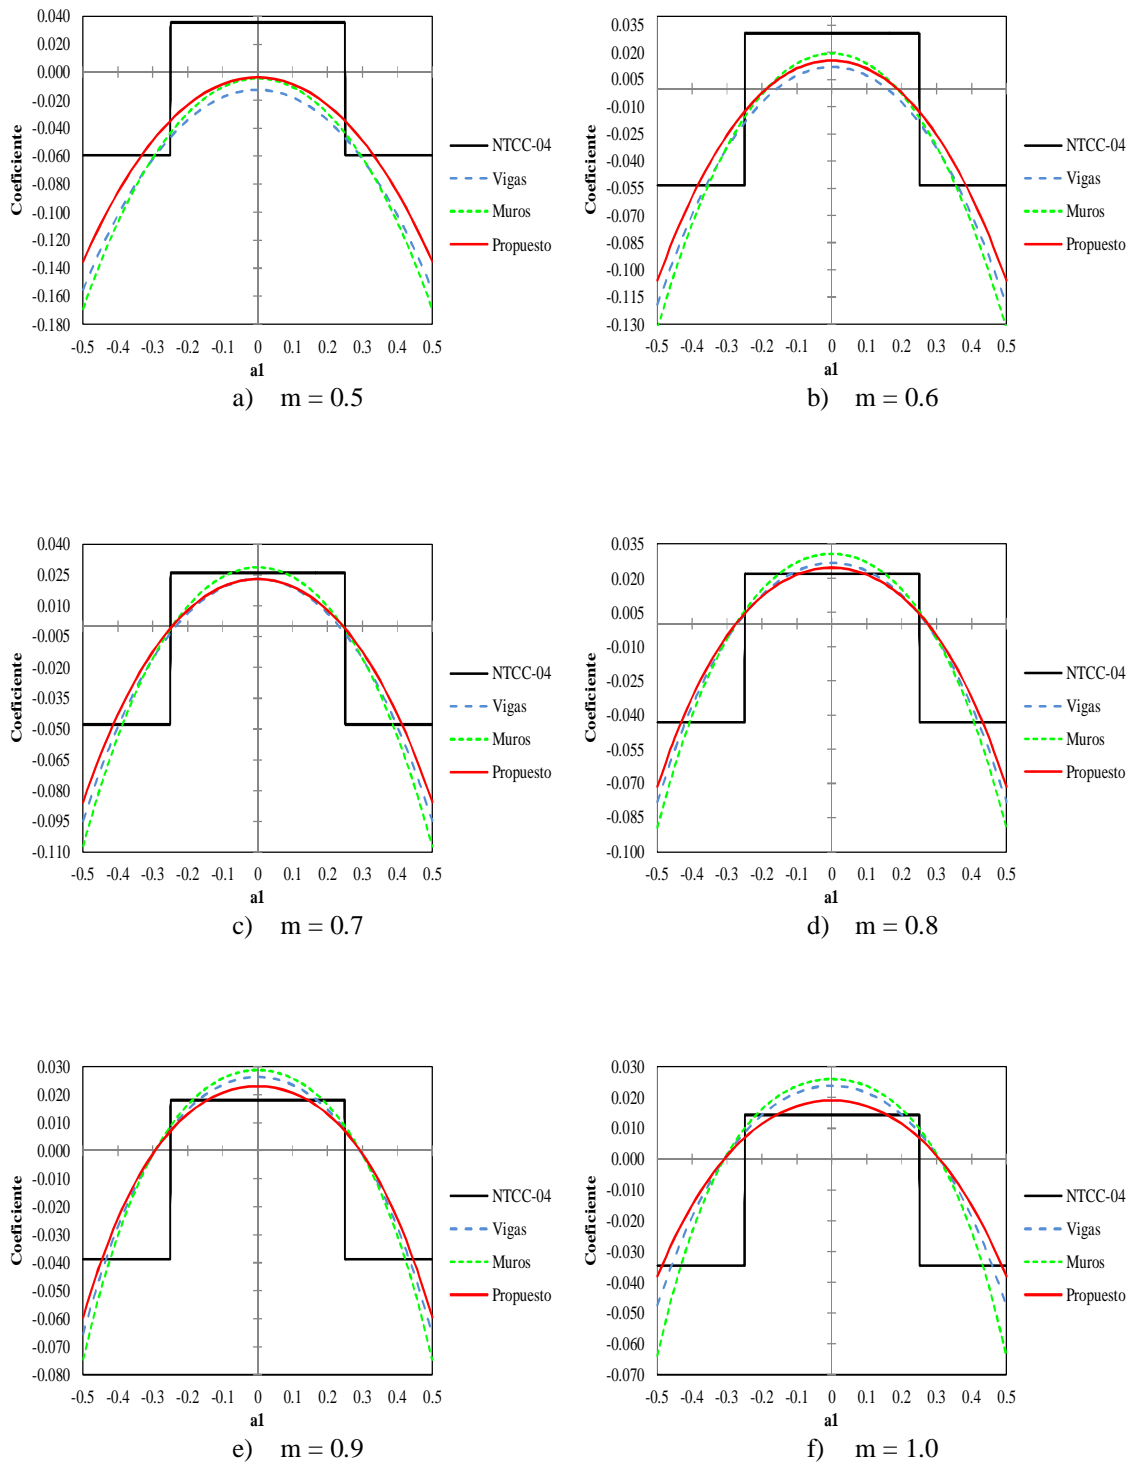 0.040
0.020
0.000
-0.020
-0.040
-0.060
-0.080
-0.100
-0.120
-0.140
-0.160
-0.180
Coeficiente
-0.5 -0.4 -0.3 -0.2 -0.1 0 0.1 0.2 0.3 0.4 0.5
a1
NTCC-04
Vigas
Muros
Propuesto
a) m = 0.5
0.035
0.020
0.005
-0.010
-0.025
-0.040
-0.055
-0.070
-0.085
-0.100
-0.115
-0.130
Coeficiente
-0.5 -0.4 -0.3 -0.2 -0.1 0 0.1 0.2 0.3 0.4 0.5
a1
NTCC-04
Vigas
Muros
Propuesto
b) m = 0.6
0.040
0.025
0.010
-0.005
-0.020
-0.035
-0.050
-0.065
-0.080
-0.095
-0.110
Coeficiente
-0.5 -0.4 -0.3 -0.2 -0.1 0 0.1 0.2 0.3 0.4 0.5
a1
NTCC-04
Vigas
Muros
Propuesto
c) m = 0.7
0.035
0.020
0.005
-0.010
-0.025
-0.040
-0.055
-0.070
-0.085
-0.100
Coeficiente
-0.5 -0.4 -0.3 -0.2 -0.1 0 0.1 0.2 0.3 0.4 0.5
a1
NTCC-04
Vigas
Muros
Propuesto
d) m = 0.8
0.030
0.020
0.010
0.000
-0.010
-0.020
-0.030
-0.040
-0.050
-0.060
-0.070
-0.080
Coeficiente
-0.5 -0.4 -0.3 -0.2 -0.1 0 0.1 0.2 0.3 0.4 0.5
a1
NTCC-04
Vigas
Muros
Propuesto
e) m = 0.9
0.030
0.020
0.010
0.000
-0.010
-0.020
-0.030
-0.040
-0.050
-0.060
-0.070
Coeficiente
-0.5 -0.4 -0.3 -0.2 -0.1 0 0.1 0.2 0.3 0.4 0.5
a1
NTCC-04
Vigas
Muros
Propuesto
f) m = 1.0